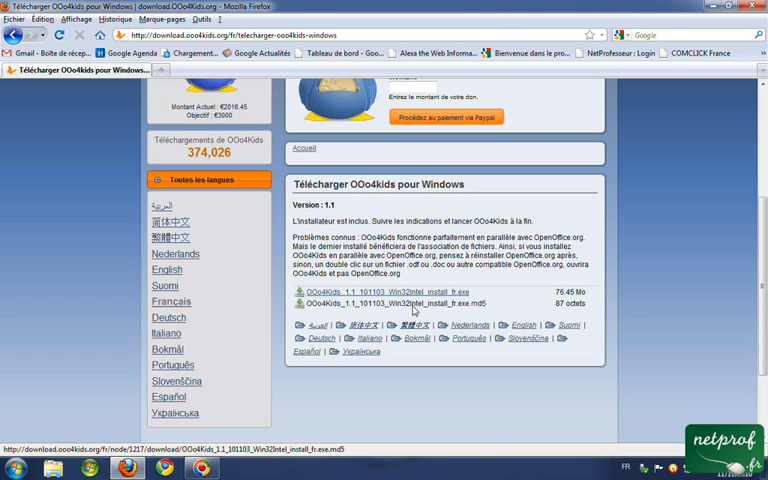 Télécharger OOo4kids pour Windows | download.OOo4Kids.org - Mozilla Firefox
Fichier Édition Affichage Historique Marque-pages Outils ?
http://download.ooo4kids.org/fr/telecharger-ooo4kids-windows
Google
Gmail - Boîte de récep... Google Agenda Chargement... Google Actualités Tableau de bord - Goo... Alexa the Web Informa... Bienvenue dans le pro... NetProfesseur : Login COMCLICK France
Télécharger OOo4kids pour Windows...
Montant Actuel : €2016.45
Objectif : €3000
Entrez le montant de votre don.
Procédez au paiement via Paypal
Téléchargements de OOo4Kids
374,026
Accueil
Toutes les langues
العربية
简体中文
繁體中文
Nederlands
English
Suomi
Français
Deutsch
Italiano
Bokmål
Português
Slovenščina
Español
Українська
Télécharger OOo4kids pour Windows
Version : 1.1
L'installateur est inclus. Suivre les indications et lancer OOo4Kids à la fin.
Problèmes connus : OOo4Kids fonctionne parfaitement en parallèle avec OpenOffice.org.
Mais le dernier installé bénéficiera de l'association de fichiers. Ainsi, si vous installez
OOo4Kids en parallèle avec OpenOffice.org, pensez à réinstaller OpenOffice.org après,
sinon, un double clic sur un fichier .odf ou .doc ou autre compatible OpenOffice.org, ouvrira
OOo4Kids et pas OpenOffice.org
OOo4Kids_1.1_101103_Win32Intel_install_fr.exe 76.45 Mo
OOo4Kids_1.1_101103_Win32Intel_install_fr.exe.md5 87 octets
العربية | 简体中文 | 繁體中文 | Nederlands | English | Suomi |
Deutsch | Italiano | Bokmål | Português | Slovenščina |
Español | Українська
http://download.ooo4kids.org/fr/node/1217/download/OOo4Kids_1.1_101103_Win32Intel_install_fr.exe.md5
FR
netprof
.fr